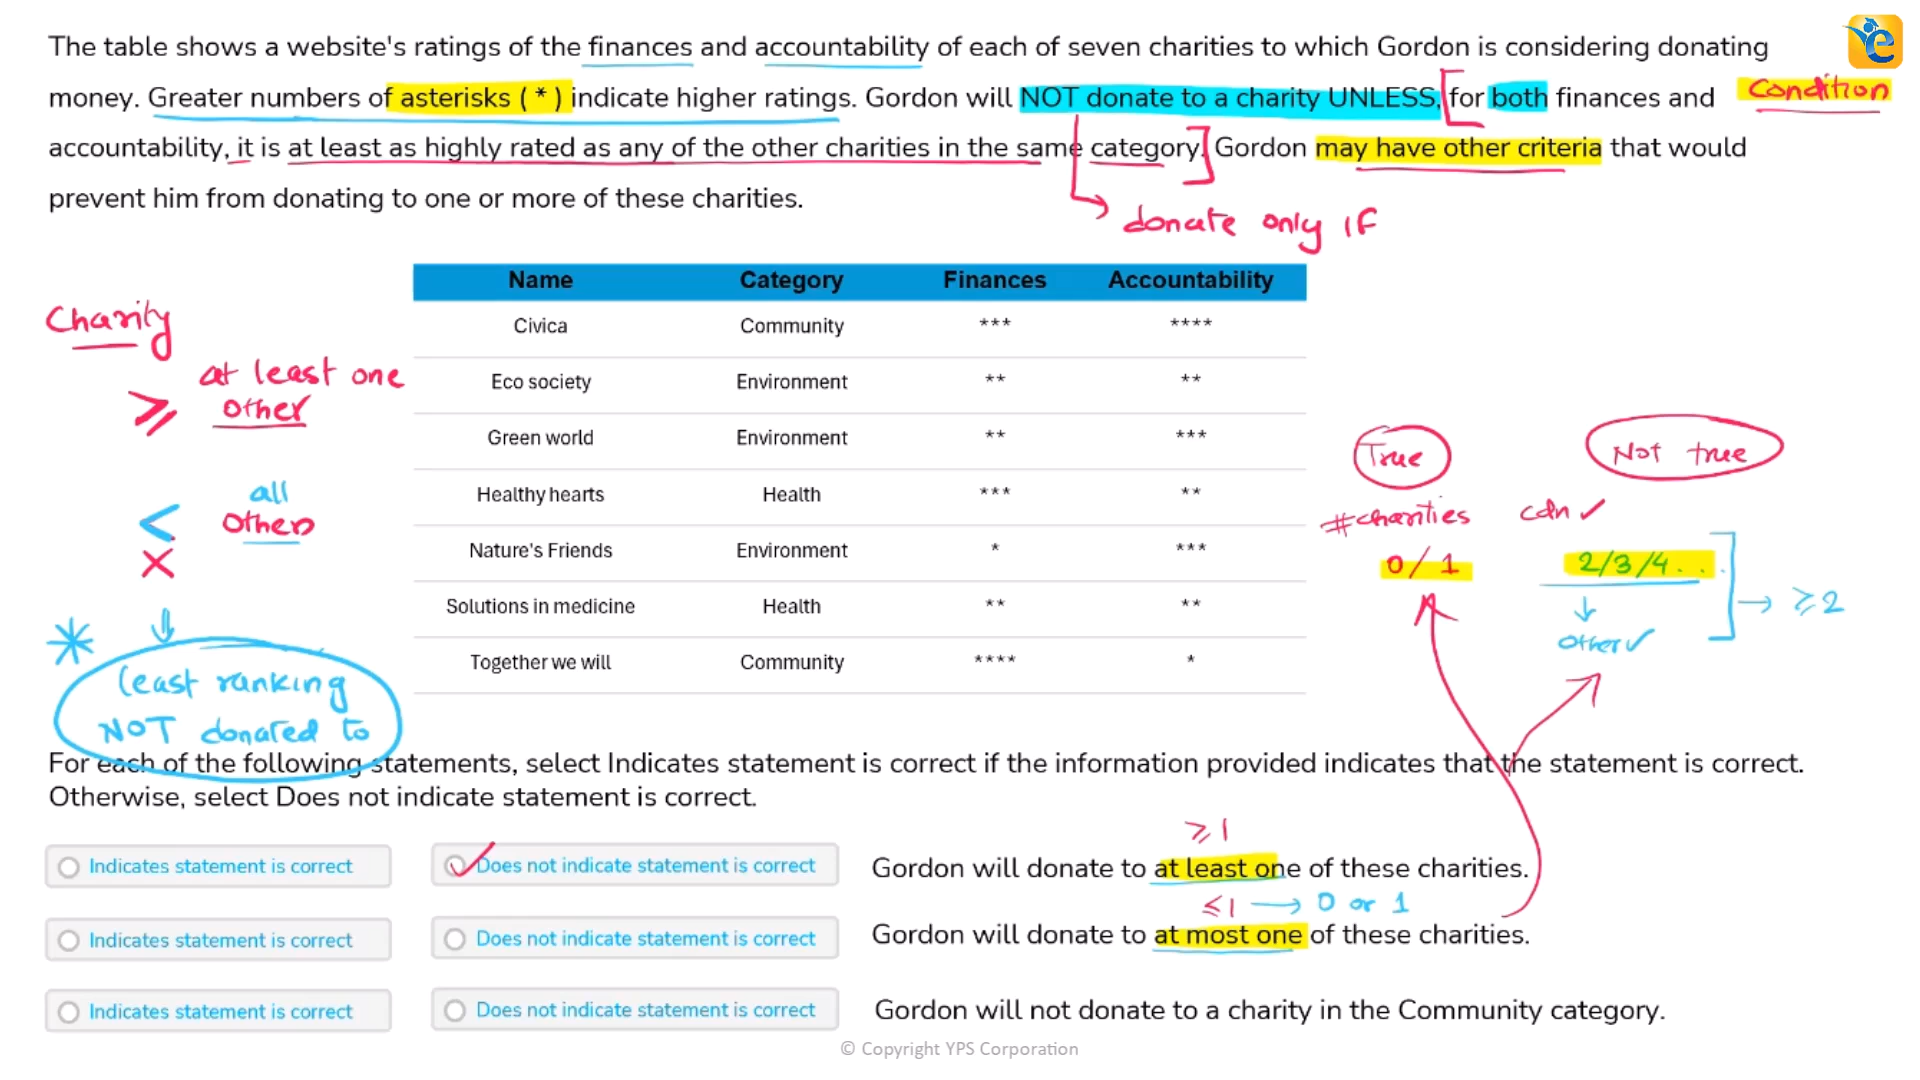 The table shows a website's ratings of the finances and accountability of each of seven charities to which Gordon is considering donating
money. Greater numbers of asterisks ( * ) indicate higher ratings. Gordon will NOT donate to a charity UNLESS, for both finances and
Condition
accountability, it is at least as highly rated as any of the other charities in the same category. Gordon may have other criteria that would
prevent him from donating to one or more of these charities.
donate only if
Name Category Finances Accountability
Civica Community *** ****
Eco society Environment ** **
Green world Environment ** ***
Healthy hearts Health *** **
Nature's Friends Environment * ***
Solutions in medicine Health ** **
Together we will Community **** *
Charity
≥ at least one
other
< all
others
×
*
least ranking
NOT donated to
True
#charities
0/1
Not true
cdn ✓
2/3/4...
→ ≥2
other ✓
For each of the following statements, select Indicates statement is correct if the information provided indicates that the statement is correct.
Otherwise, select Does not indicate statement is correct.
≥1
Indicates statement is correct Does not indicate statement is correct Gordon will donate to at least one of these charities.
≤1 → 0 or 1
Indicates statement is correct Does not indicate statement is correct Gordon will donate to at most one of these charities.
Indicates statement is correct Does not indicate statement is correct Gordon will not donate to a charity in the Community category.
© Copyright YPS Corporation